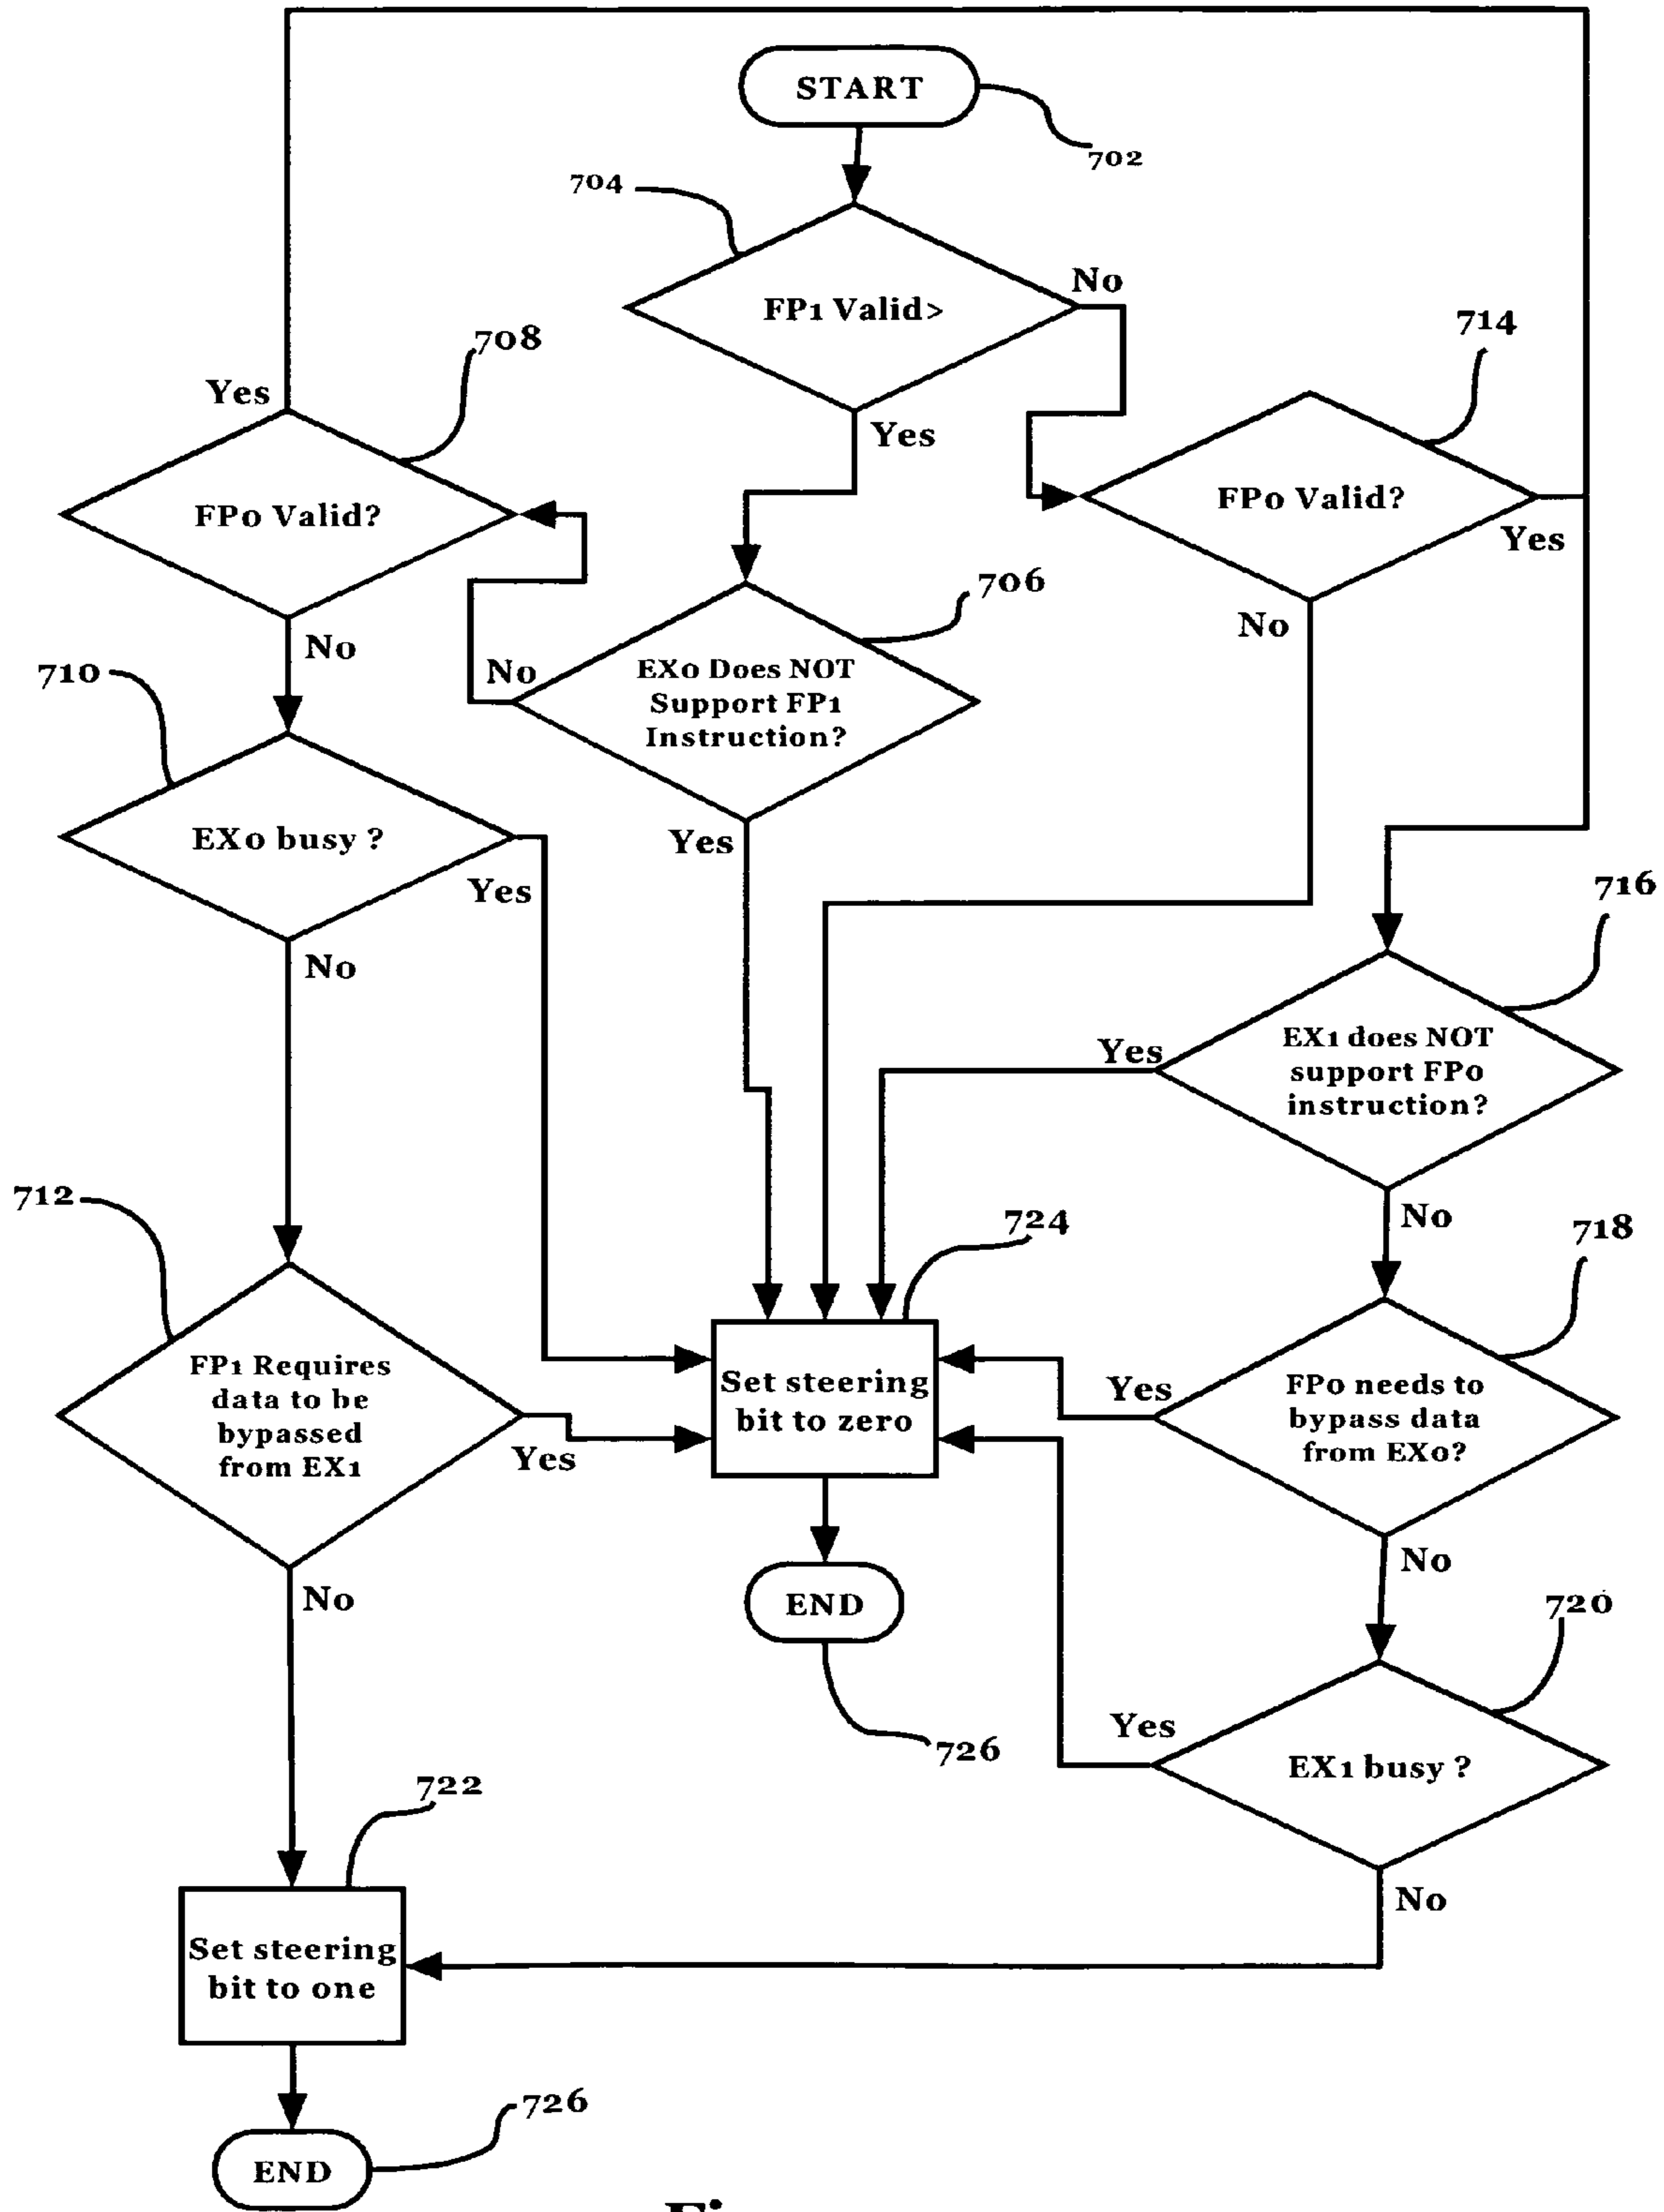 START
702
704
FP1 Valid>
No
Yes
708
Yes
FP0 Valid?
No
714
FP0 Valid?
Yes
No
706
EX0 Does NOT
Support FP1
Instruction?
No
Yes
710
EX0 busy ?
Yes
No
716
EX1 does NOT
support FP0
instruction?
Yes
No
712
FP1 Requires
data to be
bypassed
from EX1
Yes
No
724
Set steering
bit to zero
718
FP0 needs to
bypass data
from EX0?
Yes
No
END
726
720
EX1 busy ?
Yes
No
722
Set steering
bit to one
END
726